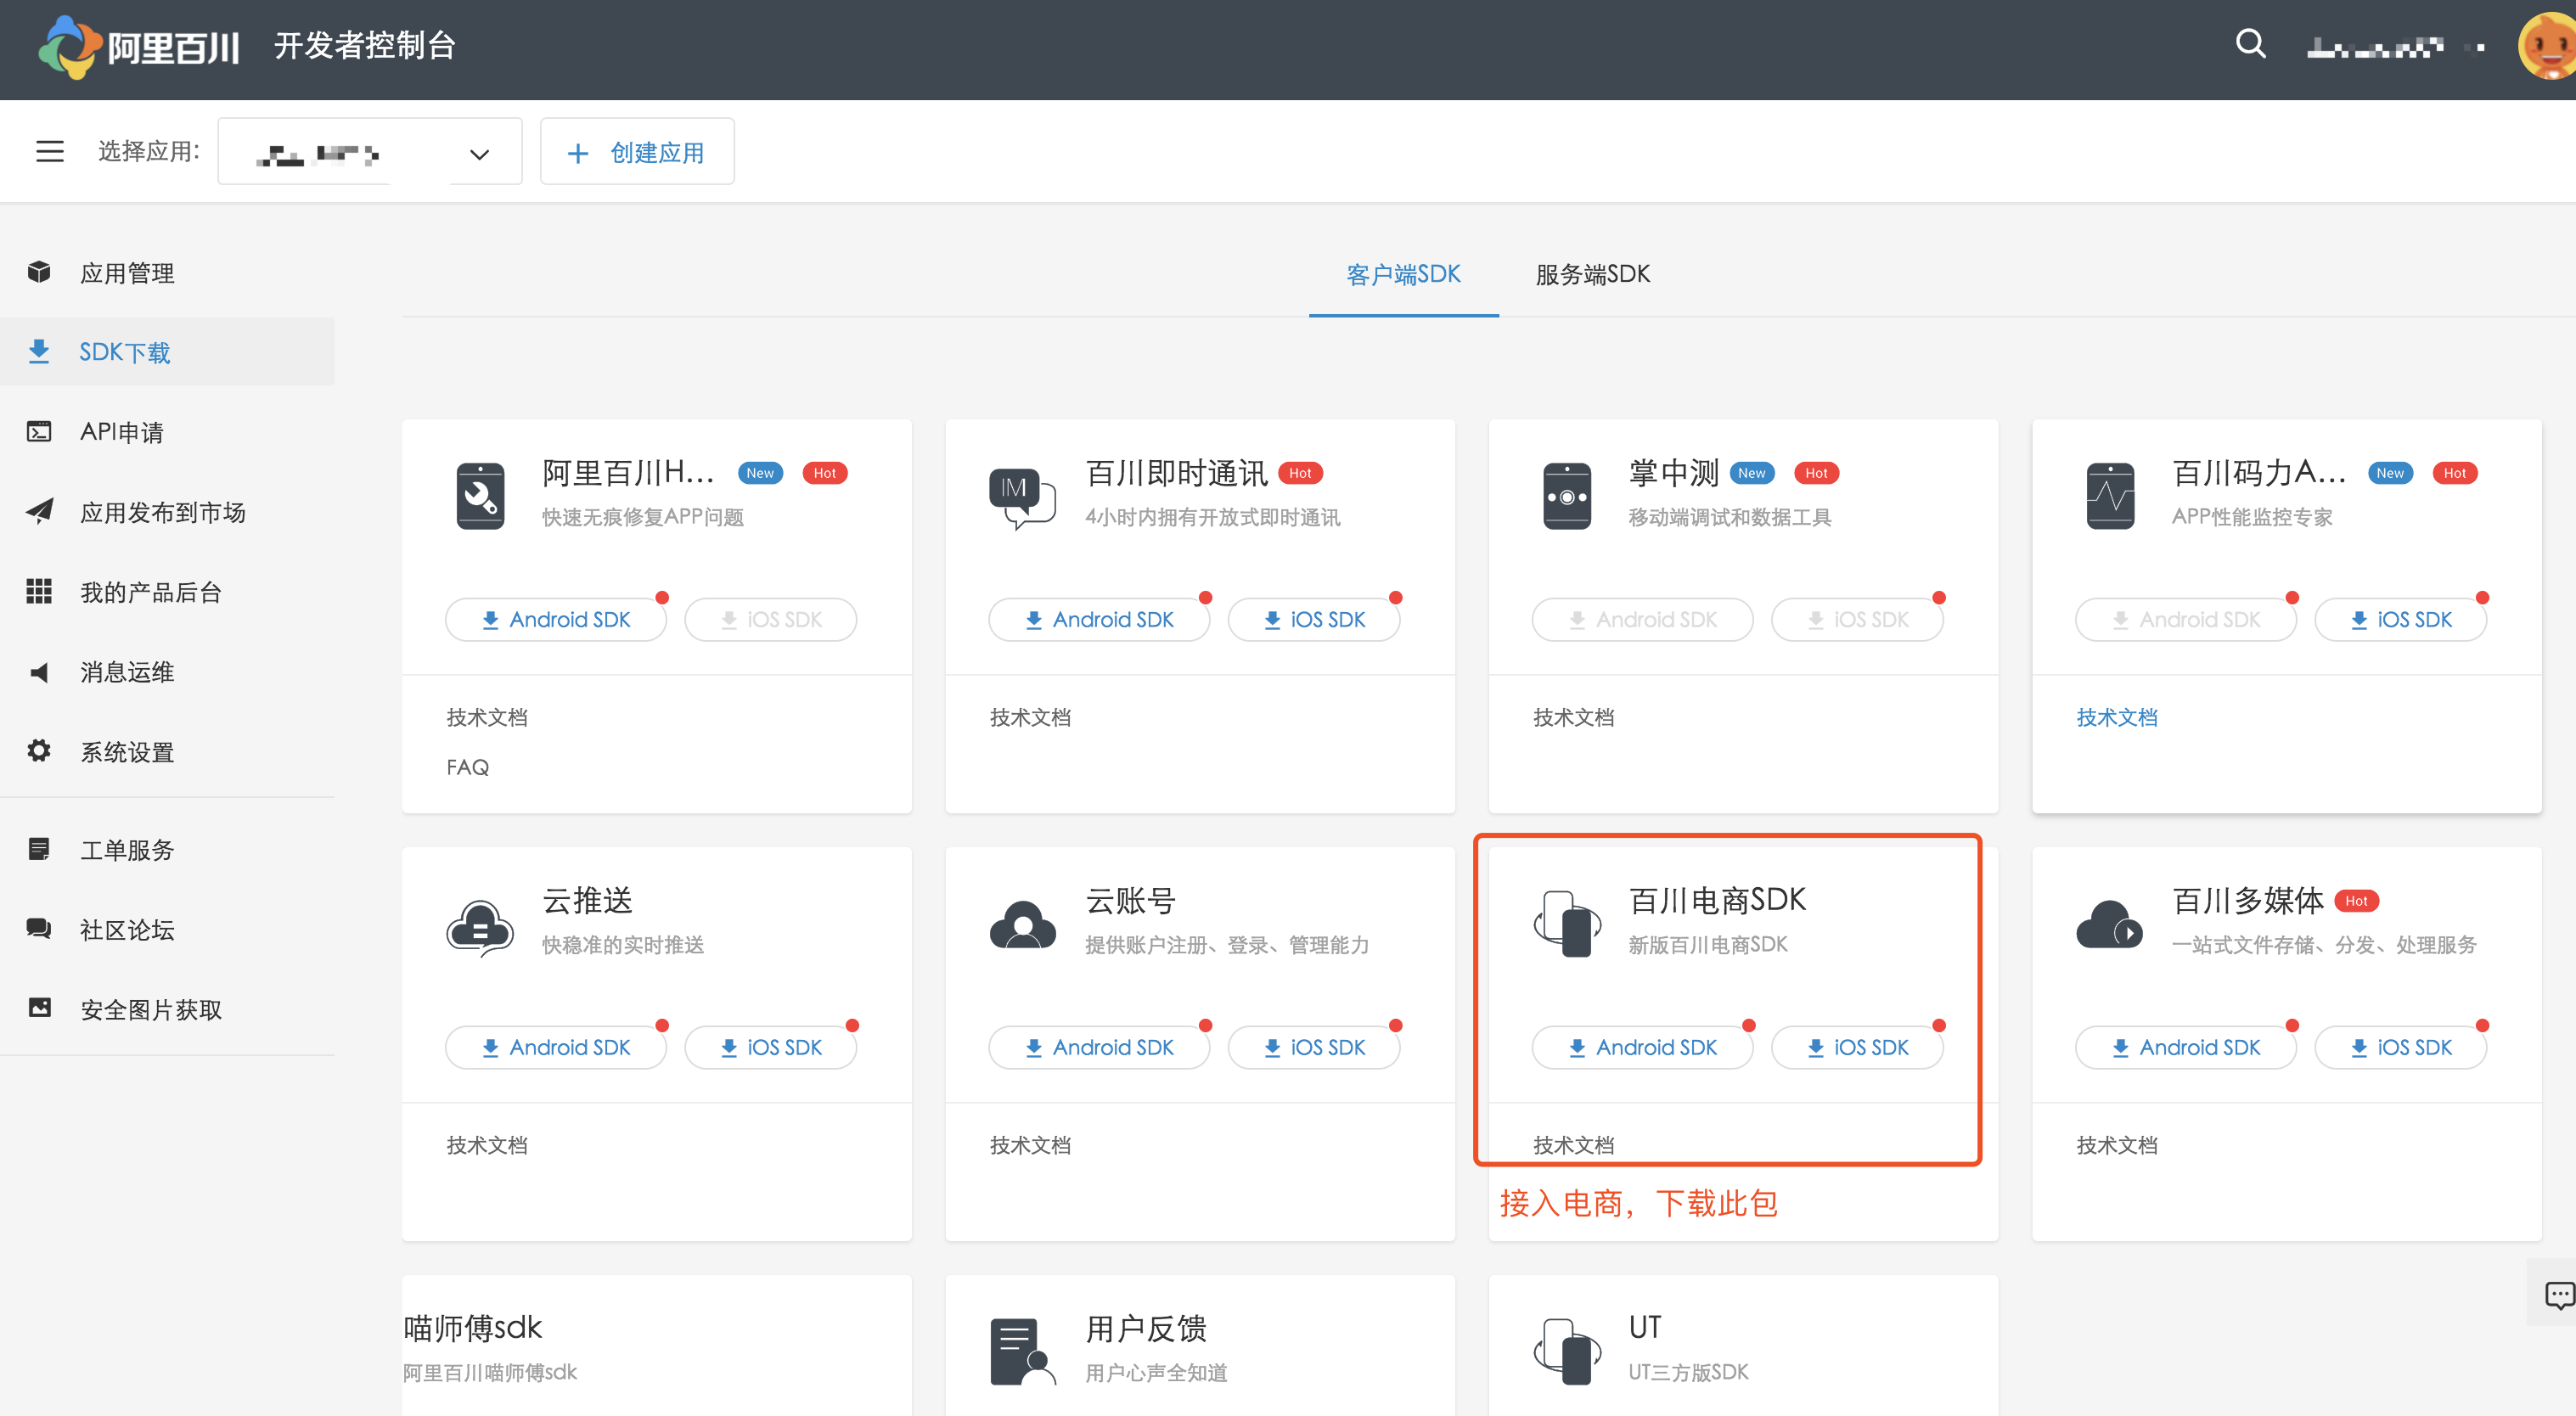 阿里百川 开发者控制台
选择应用: + 创建应用
应用管理
SDK下载
API申请
应用发布到市场
我的产品后台
消息运维
系统设置
工单服务
社区论坛
安全图片获取
客户端SDK 服务端SDK
阿里百川H... New Hot
快速无痕修复APP问题
Android SDK iOS SDK
技术文档
FAQ
IM
百川即时通讯 Hot
4小时内拥有开放式即时通讯
Android SDK iOS SDK
技术文档
掌中测 New Hot
移动端调试和数据工具
Android SDK iOS SDK
技术文档
百川码力A... New Hot
APP性能监控专家
Android SDK iOS SDK
技术文档
云推送
快稳准的实时推送
Android SDK iOS SDK
技术文档
云账号
提供账户注册、登录、管理能力
Android SDK iOS SDK
技术文档
百川电商SDK
新版百川电商SDK
Android SDK iOS SDK
技术文档
接入电商，下载此包
百川多媒体 Hot
一站式文件存储、分发、处理服务
Android SDK iOS SDK
技术文档
喵师傅sdk
阿里百川喵师傅sdk
用户反馈
用户心声全知道
UT
UT三方版SDK